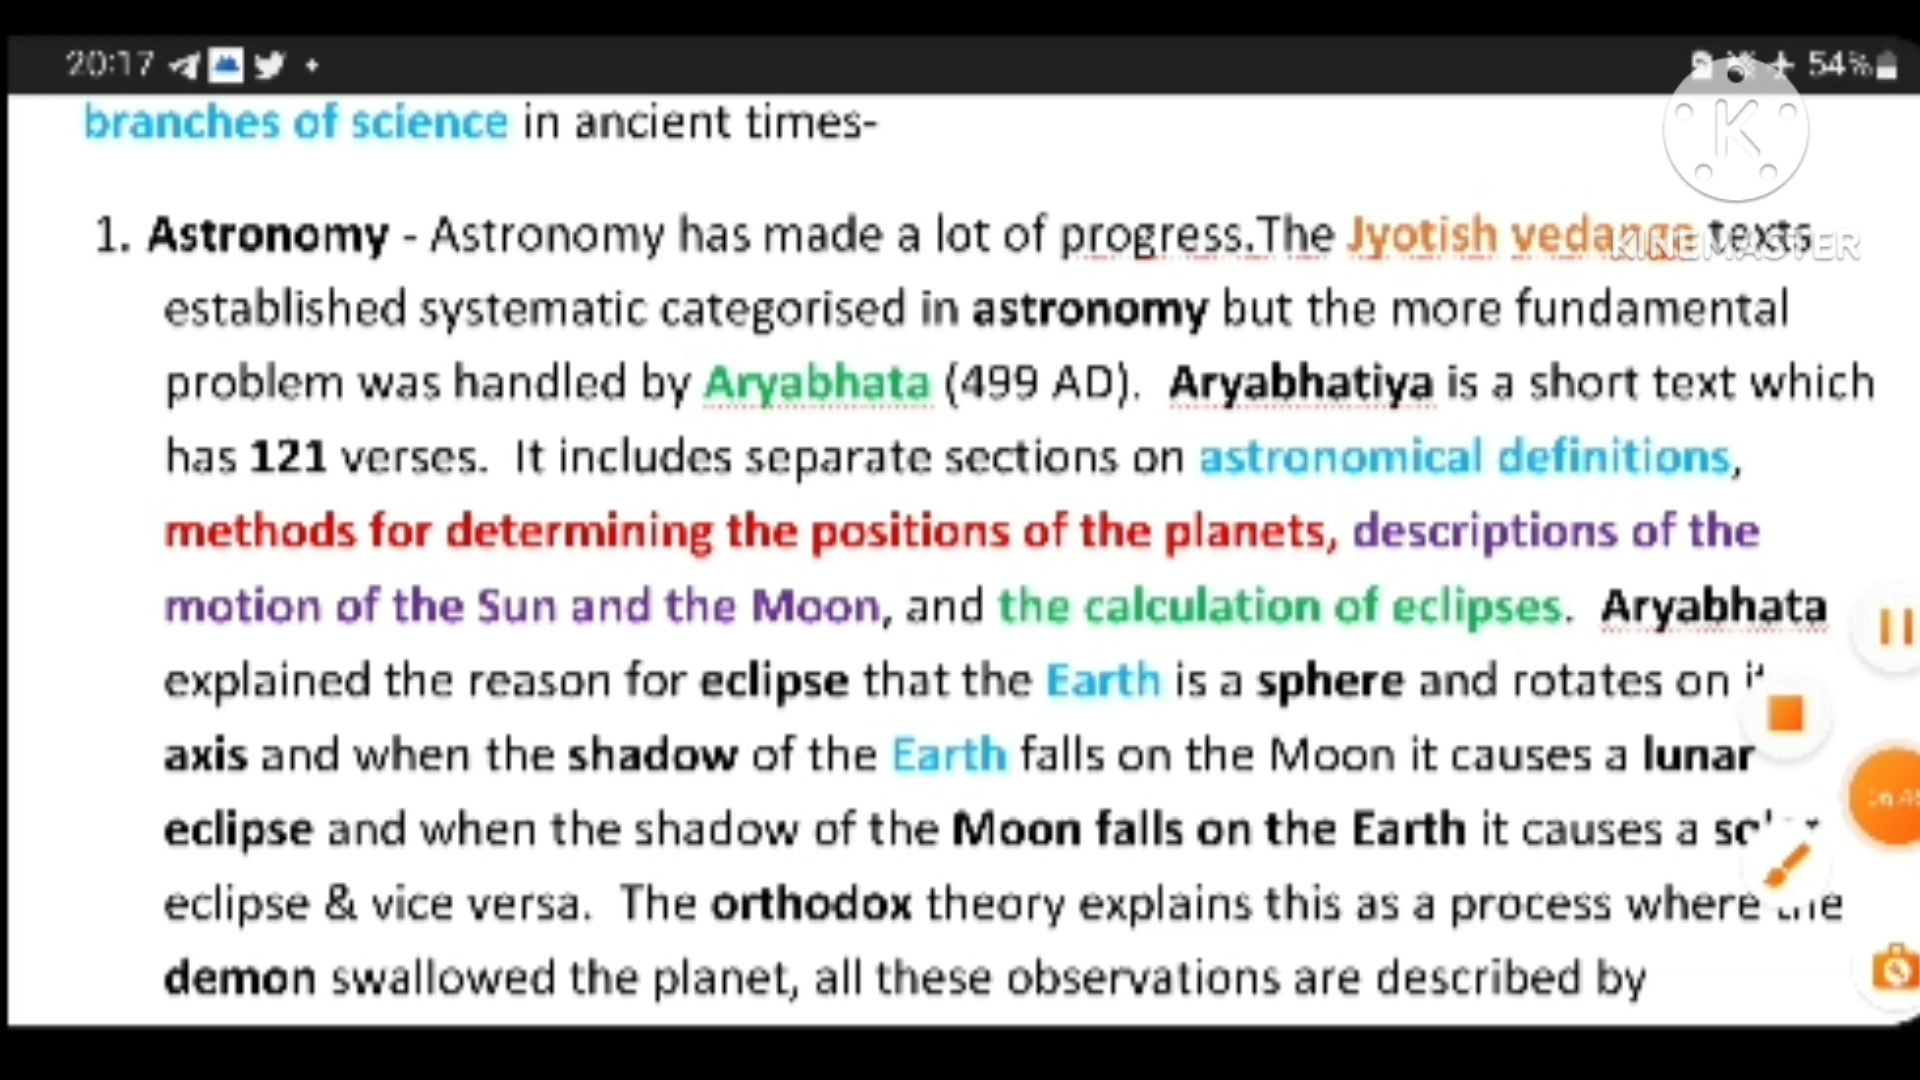 20:17
54%
branches of science in ancient times-
K
KINEMASTER
1. Astronomy - Astronomy has made a lot of progress.The Jyotish vedanga texts
established systematic categorised in astronomy but the more fundamental
problem was handled by Aryabhata (499 AD). Aryabhatiya is a short text which
has 121 verses. It includes separate sections on astronomical definitions,
methods for determining the positions of the planets, descriptions of the
motion of the Sun and the Moon, and the calculation of eclipses. Aryabhata
explained the reason for eclipse that the Earth is a sphere and rotates on
axis and when the shadow of the Earth falls on the Moon it causes a lunar
eclipse and when the shadow of the Moon falls on the Earth it causes a
eclipse & vice versa. The orthodox theory explains this as a process where the
demon swallowed the planet, all these observations are described by